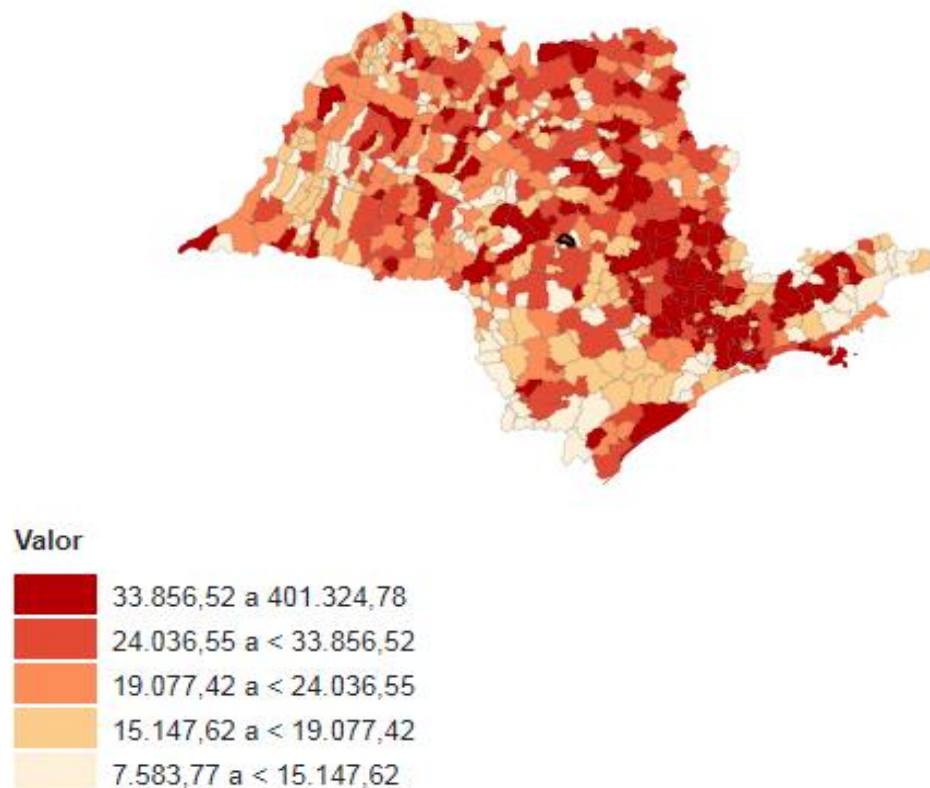 Valor
33.856,52 a 401.324,78
24.036,55 a < 33.856,52
19.077,42 a < 24.036,55
15.147,62 a < 19.077,42
7.583,77 a < 15.147,62